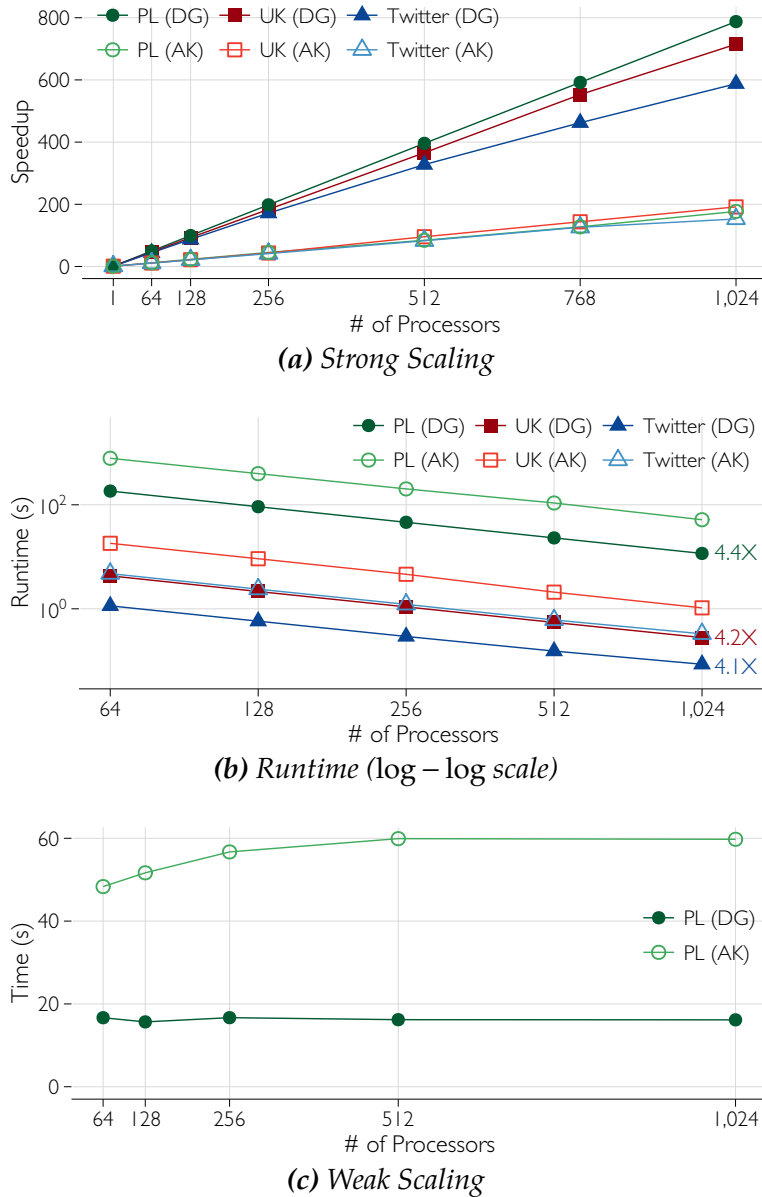 800
PL (DG) UK (DG) Twitter (DG)
PL (AK) UK (AK) Twitter (AK)
600
400
200
0
Speedup
1 64 128 256 512 768 1,024
# of Processors
(a) Strong Scaling
PL (DG) UK (DG) Twitter (DG)
PL (AK) UK (AK) Twitter (AK)
10²
10⁰
Runtime (s)
4.4X
4.2X
4.1X
64 128 256 512 1,024
# of Processors
(b) Runtime (log – log scale)
60
40
20
0
Time (s)
PL (DG)
PL (AK)
64 128 256 512 1,024
# of Processors
(c) Weak Scaling